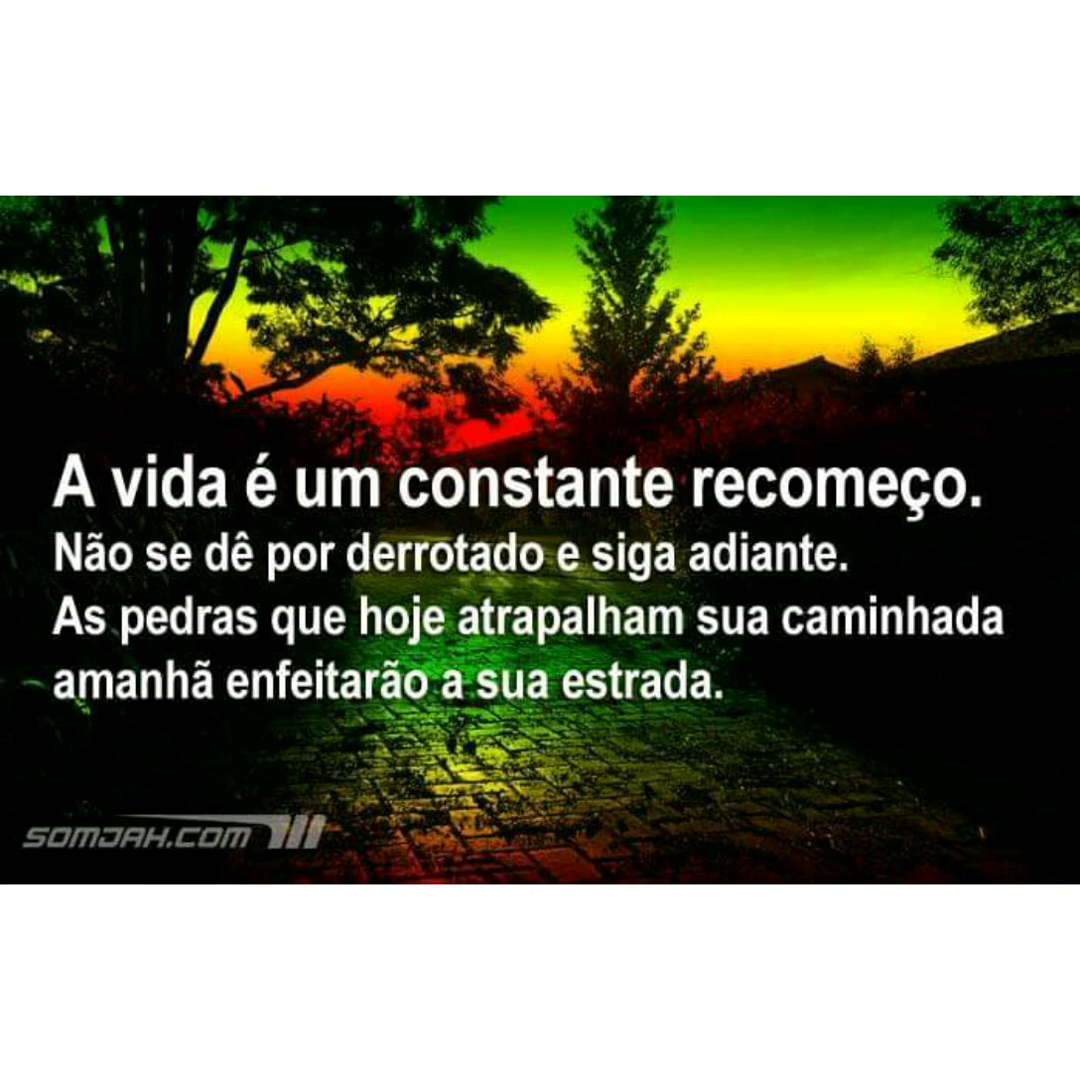 A vida é um constante recomeço.
Não se dê por derrotado e siga adiante.
As pedras que hoje atrapalham sua caminhada
amanhã enfeitarão a sua estrada.
SOMJAH.COM